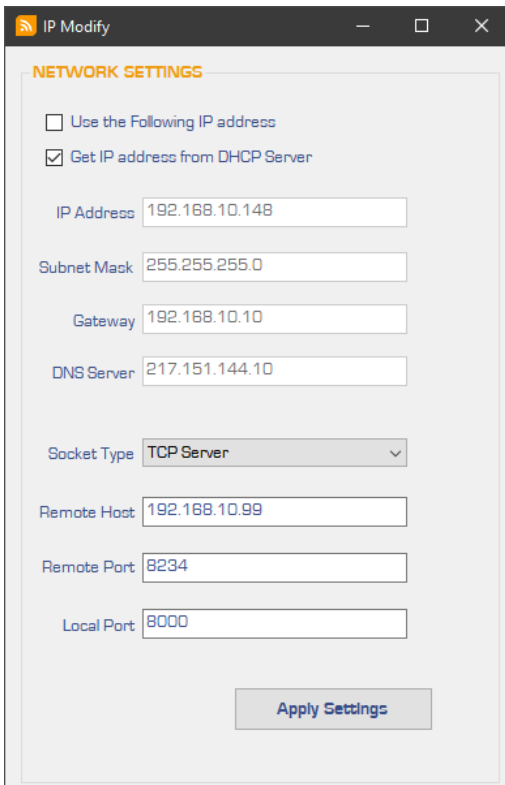 IP Modify
NETWORK SETTINGS
Use the Following IP address
Get IP address from DHCP Server
IP Address 192.168.10.148
Subnet Mask 255.255.255.0
Gateway 192.168.10.10
DNS Server 217.151.144.10
Socket Type TCP Server
Remote Host 192.168.10.99
Remote Port 8234
Local Port 8000
Apply Settings